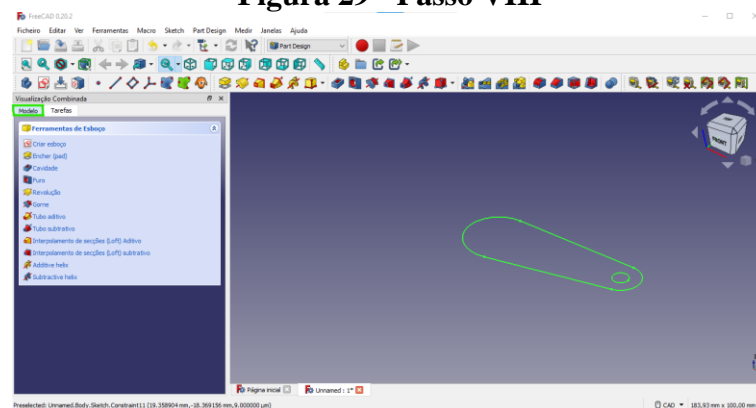 Figura 29 - Passo VIII
FreeCAD 0.20.2
Ficheiro Editar Ver Ferramentas Macro Sketch Part Design Medir Janelas Ajuda
Part Design
Visualização Combinada
Modelo Tarefas
Ferramentas de Esboço
Criar esboço
Encher (pad)
Cavidade
Furo
Revolução
Gorne
Tubo aditivo
Tubo subtrativo
Interpolamento de secções (Loft) Aditivo
Interpolamento de secções (Loft) subtrativo
Additive helix
Subtractive helix
FRONT
Página inicial
Unnamed : 1*
Preselected: Unnamed.Body.Sketch.Constraint11 (19.358904 mm,-18.369156 mm,9.000000 µm)
CAD
183,93 mm x 100,00 mm